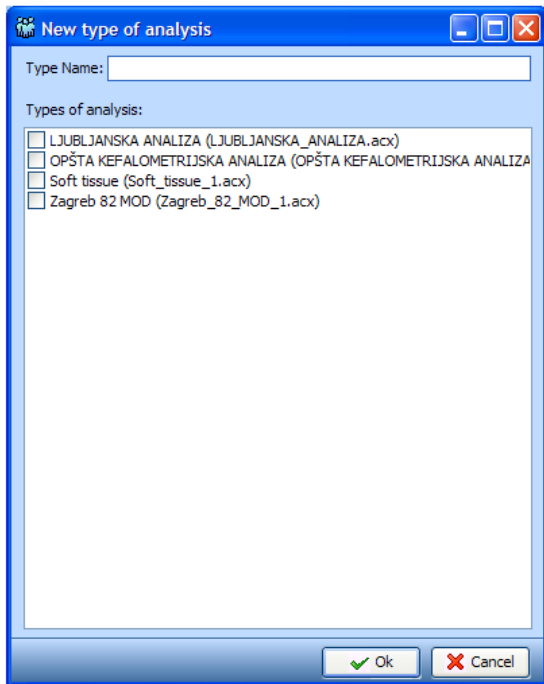 New type of analysis
Type Name:
Types of analysis:
LJUBLJANSKA ANALIZA (LJUBLJANSKA_ANALIZA.acx)
OPŠTA KEFALOMETRIJSKA ANALIZA (OPŠTA KEFALOMETRIJSKA ANALIZA
Soft tissue (Soft_tissue_1.acx)
Zagreb 82 MOD (Zagreb_82_MOD_1.acx)
Ok Cancel